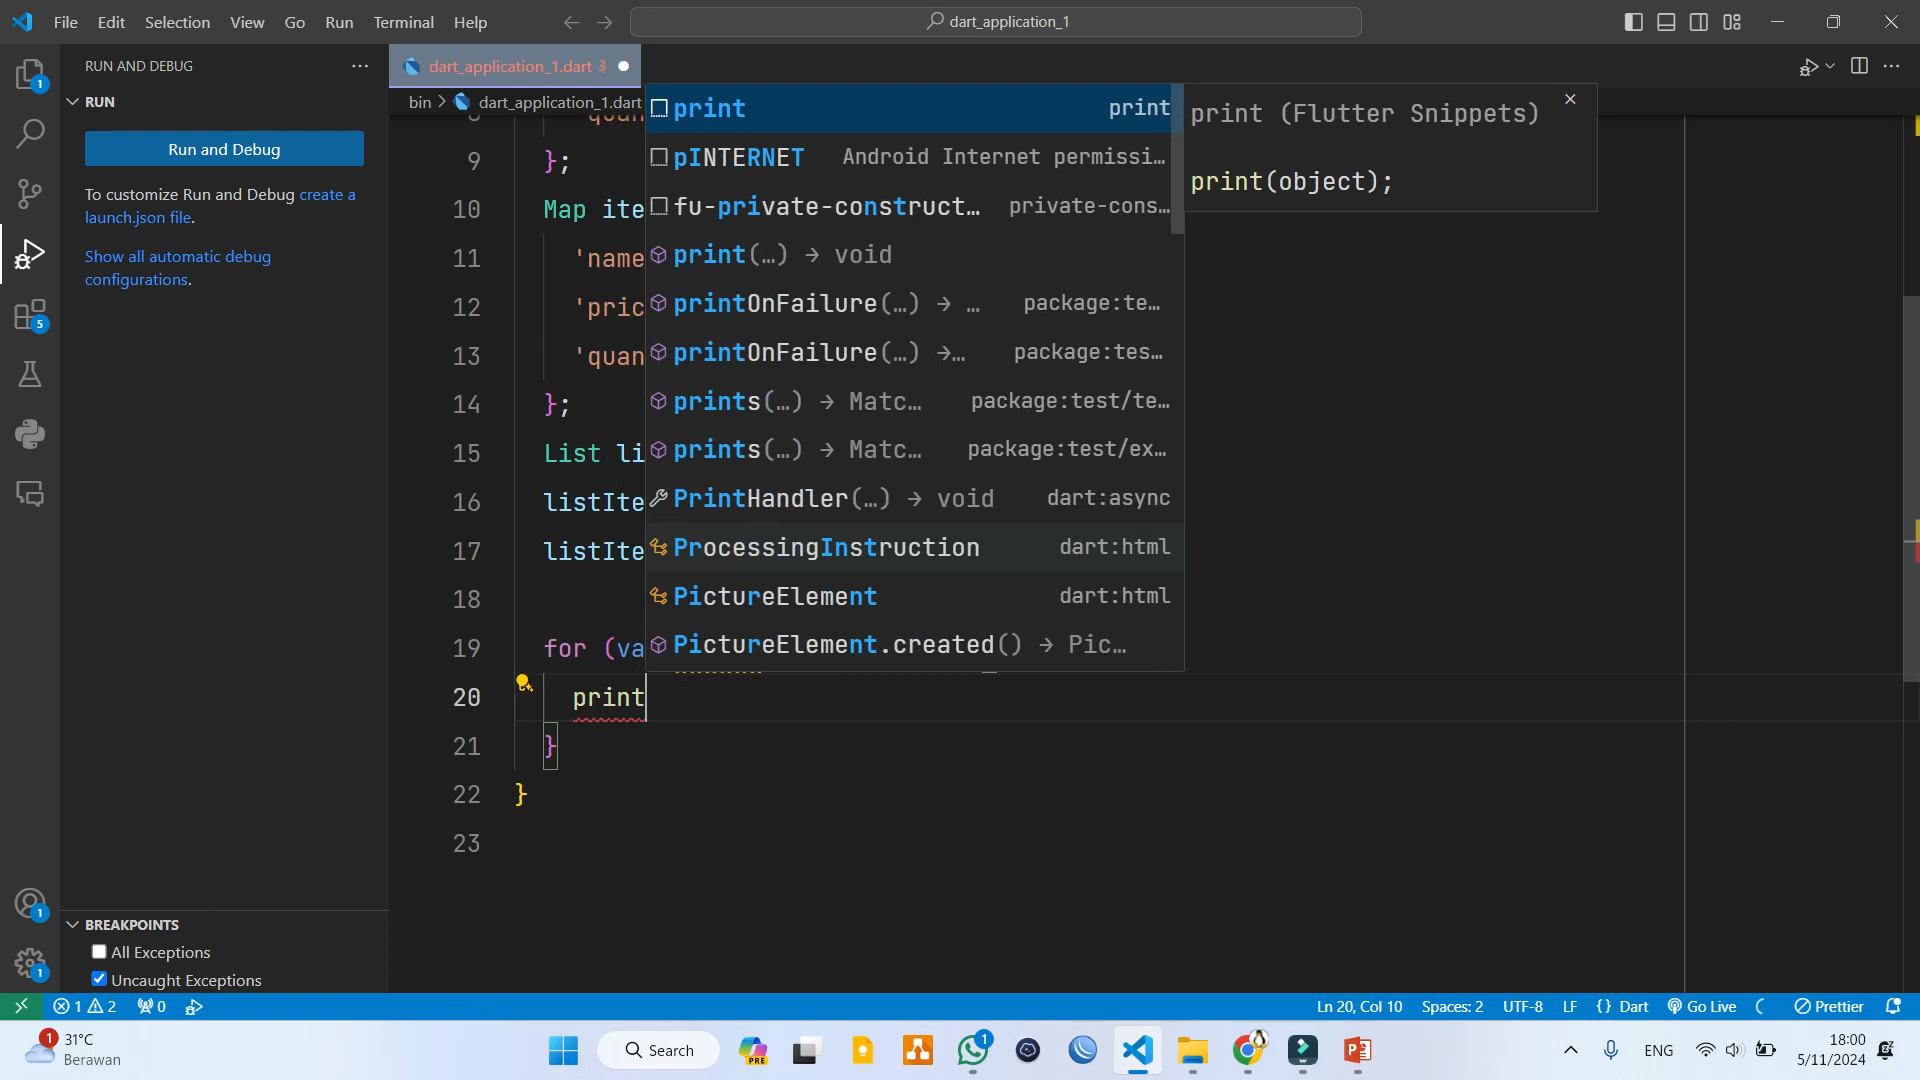 File Edit Selection View Go Run Terminal Help
dart_application_1
RUN AND DEBUG
RUN
Run and Debug
To customize Run and Debug create a
launch.json file.
Show all automatic debug
configurations.
BREAKPOINTS
All Exceptions
Uncaught Exceptions
dart_application_1.dart 3
bin > dart_application_1.dart
9 };
10 Map ite
11 'name
12 'pric
13 'quan
14 };
15 List li
16 listIte
17 listIte
18
19 for (va
20 print
21 }
22 }
23
print print
pINTERNET Android Internet permissi…
fu-private-construct… private-cons…
print(…) → void
printOnFailure(…) → … package:te…
printOnFailure(…) →… package:tes…
prints(…) → Matc… package:test/te…
prints(…) → Matc… package:test/ex…
PrintHandler(…) → void dart:async
ProcessingInstruction dart:html
PictureElement dart:html
PictureElement.created() → Pic…
print (Flutter Snippets)
print(object);
1
5
1
1
1 2 0
Ln 20, Col 10 Spaces: 2 UTF-8 LF {} Dart Go Live Prettier
1
31°C
Berawan
Search
PRE
1
ENG
18:00
5/11/2024